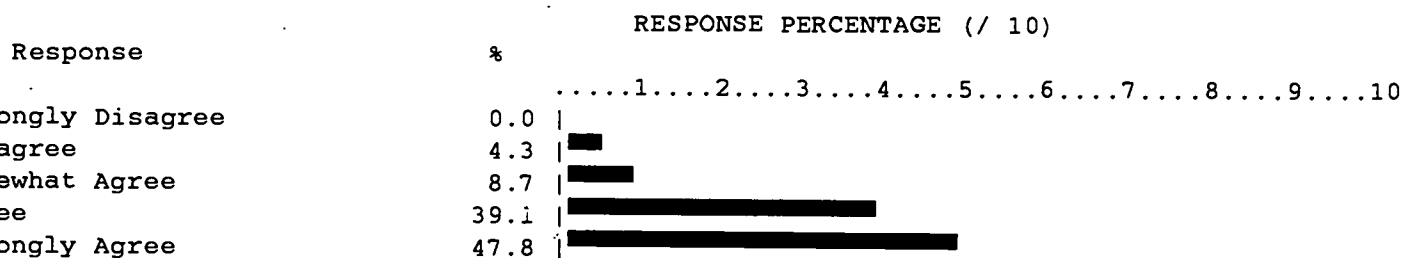 RESPONSE PERCENTAGE (/ 10)
Response %
.....1....2....3....4....5....6....7....8....9....10
ongly Disagree 0.0 |
agree 4.3 |
ewhat Agree 8.7 |
ee 39.1 |
ongly Agree 47.8 |